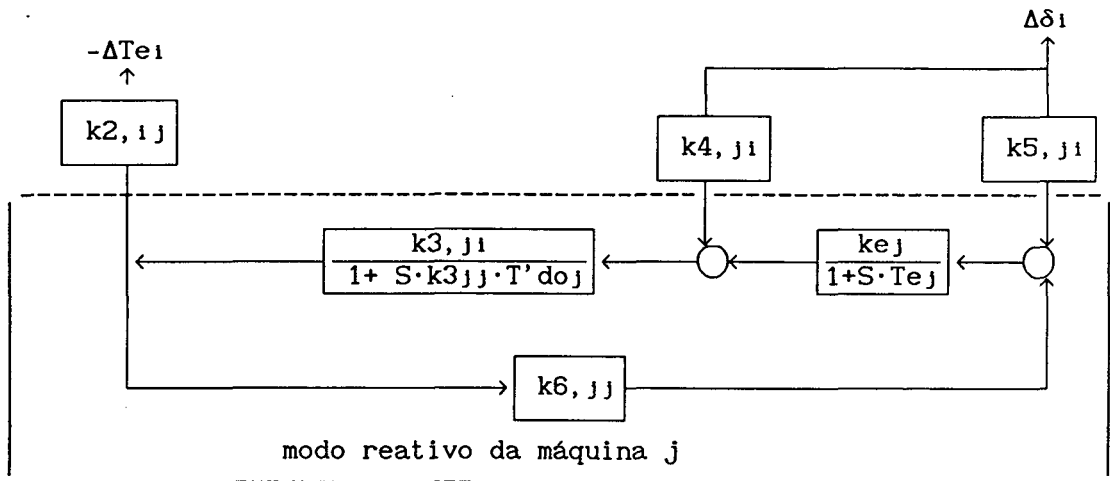 Δδi
-ΔTei
k2, ij
k4, ji
k5, ji
k3, ji
1+ S·k3jj·T'doj
kej
1+S·Tej
k6, jj
modo reativo da máquina j